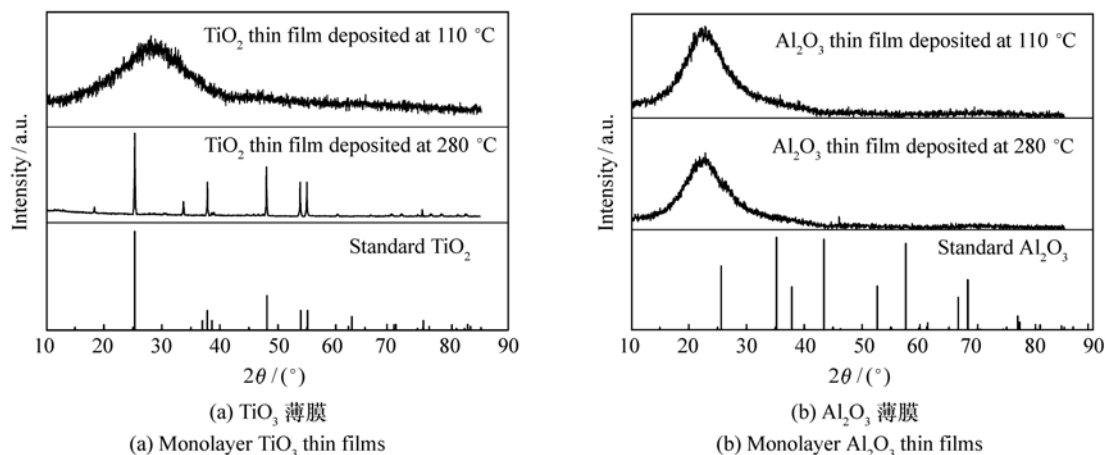 Intensity / a.u.
TiO₂ thin film deposited at 110 °C
TiO₂ thin film deposited at 280 °C
Standard TiO₂
10 20 30 40 50 60 70 80 90
2θ / (°)
(a) TiO₃ 薄膜
(a) Monolayer TiO₃ thin films
Intensity / a.u.
Al₂O₃ thin film deposited at 110 °C
Al₂O₃ thin film deposited at 280 °C
Standard Al₂O₃
10 20 30 40 50 60 70 80 90
2θ / (°)
(b) Al₂O₃ 薄膜
(b) Monolayer Al₂O₃ thin films